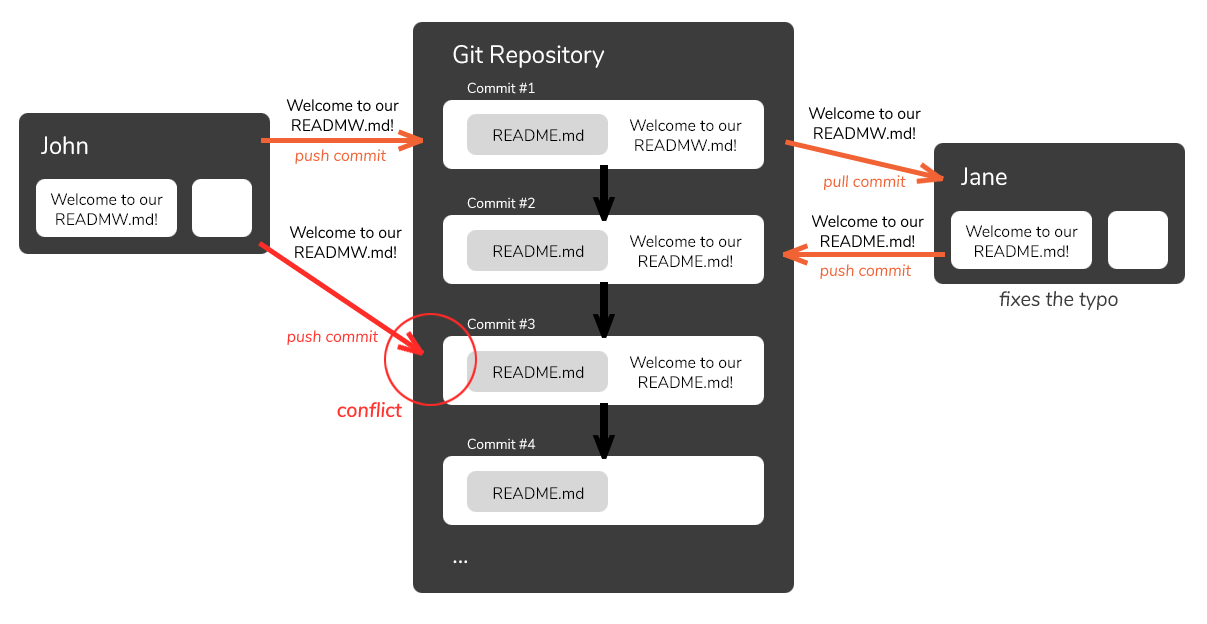 Git Repository
Commit #1
README.md
Welcome to our
READMW.md!
Commit #2
README.md
Welcome to our
README.md!
Commit #3
README.md
Welcome to our
README.md!
Commit #4
README.md
...
John
Welcome to our
READMW.md!
Welcome to our
READMW.md!
push commit
Welcome to our
READMW.md!
push commit
conflict
Welcome to our
READMW.md!
pull commit
Jane
Welcome to our
README.md!
Welcome to our
README.md!
push commit
fixes the typo